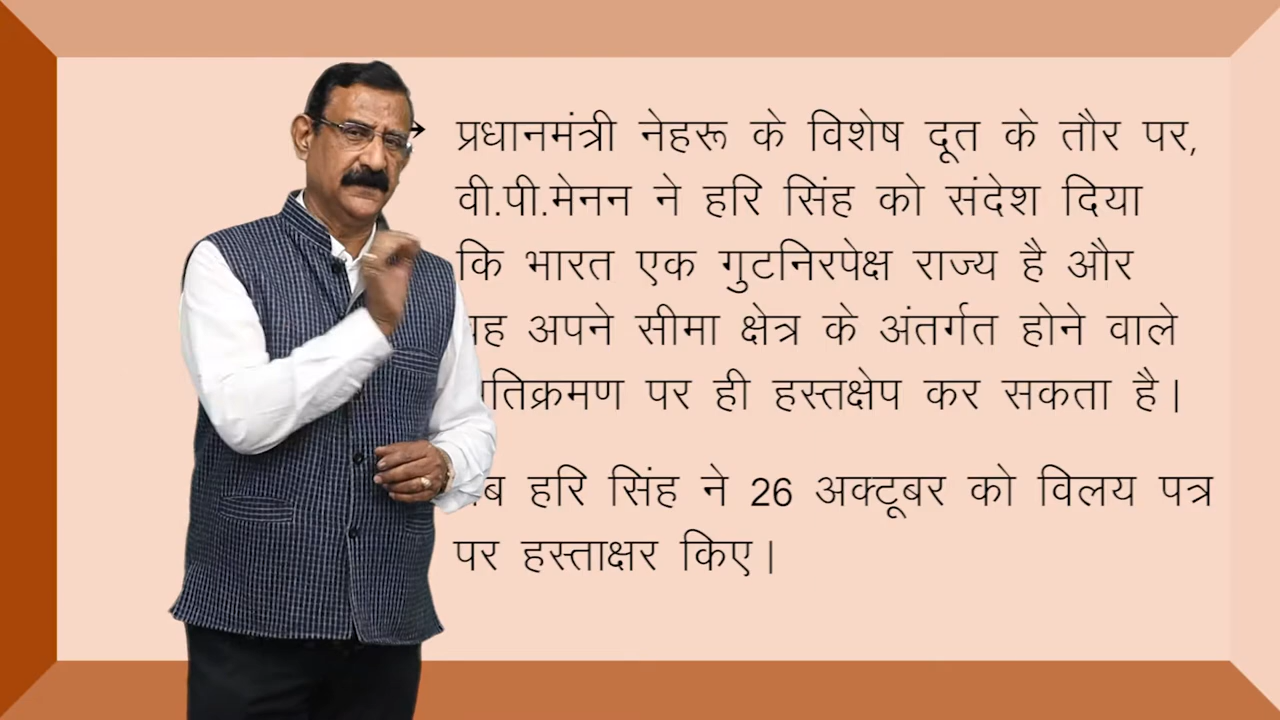 प्रधानमंत्री नेहरू के विशेष दूत के तौर पर,
वी.पी.मेनन ने हरि सिंह को संदेश दिया
कि भारत एक गुटनिरपेक्ष राज्य है और
अपने सीमा क्षेत्र के अंतर्गत होने वाले
पर ही हस्तक्षेप कर सकता है।
हरि सिंह ने 26 अक्टूबर को विलय पत्र
पर हस्ताक्षर किए।